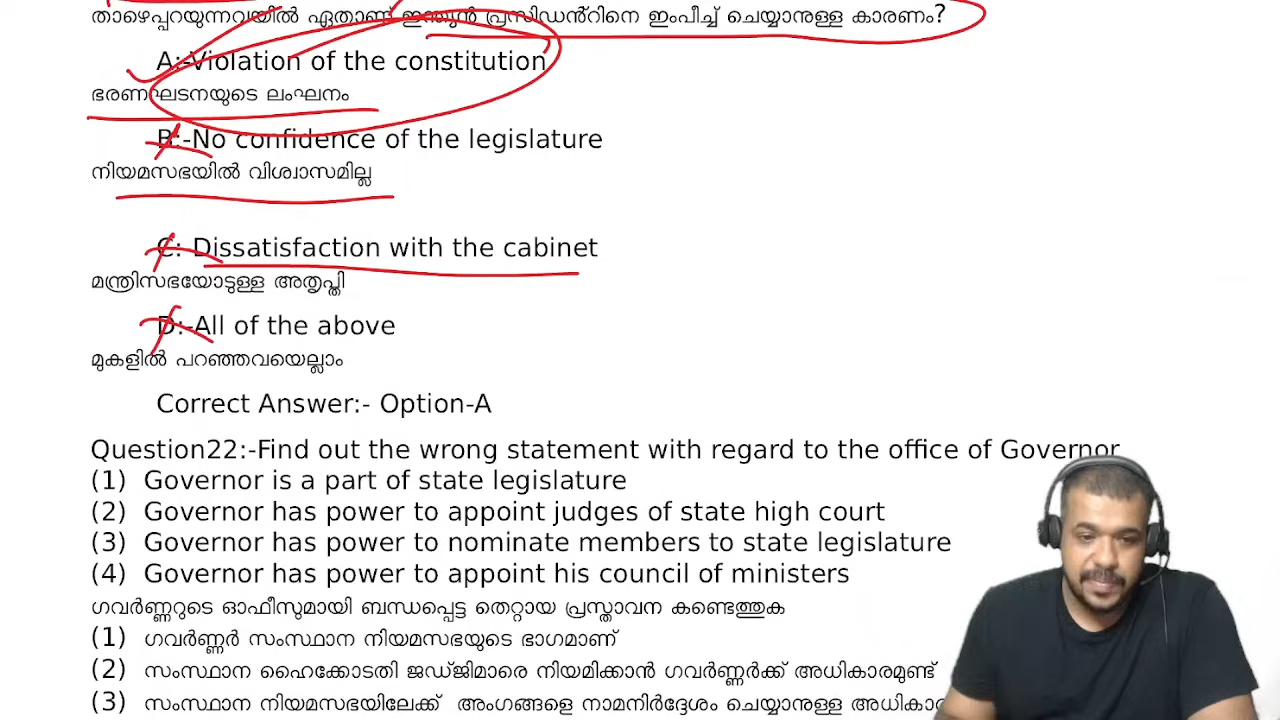 താഴെപ്പറയുന്നവയിൽ ഏതാണ് ഇന്ത്യൻ പ്രസിഡൻ്റിനെ ഇംപീച്ച് ചെയ്യാനുള്ള കാരണം?
A:-Violation of the constitution
ഭരണഘടനയുടെ ലംഘനം
B:-No confidence of the legislature
നിയമസഭയിൽ വിശ്വാസമില്ല
C:-Dissatisfaction with the cabinet
മന്ത്രിസഭയോടുള്ള അതൃപ്തി
D:-All of the above
മുകളിൽ പറഞ്ഞവയെല്ലാം
Correct Answer:- Option-A
Question22:-Find out the wrong statement with regard to the office of Governor
(1) Governor is a part of state legislature
(2) Governor has power to appoint judges of state high court
(3) Governor has power to nominate members to state legislature
(4) Governor has power to appoint his council of ministers
ഗവർണ്ണറുടെ ഓഫീസുമായി ബന്ധപ്പെട്ട തെറ്റായ പ്രസ്താവന കണ്ടെത്തുക
(1) ഗവർണ്ണർ സംസ്ഥാന നിയമസഭയുടെ ഭാഗമാണ്
(2) സംസ്ഥാന ഹൈക്കോടതി ജഡ്ജിമാരെ നിയമിക്കാൻ ഗവർണ്ണർക്ക് അധികാരമുണ്ട്
(3) സംസ്ഥാന നിയമസഭയിലേക്ക് അംഗങ്ങളെ നാമനിർദ്ദേശം ചെയ്യാനുള്ള